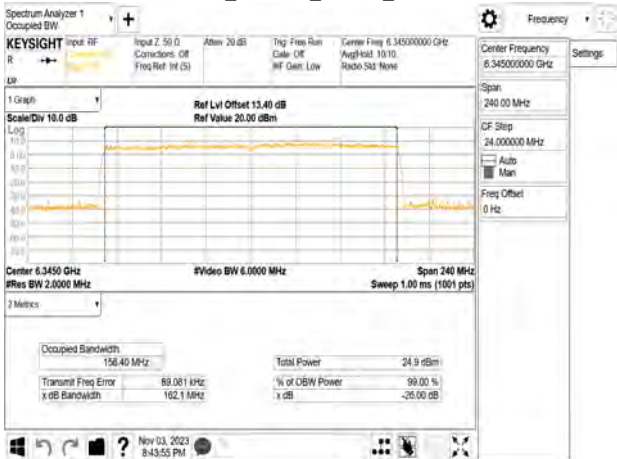 Spectrum Analyzer 1
Occupied BW
+
Frequency
KEYSIGHT
Input: RF
Input Z: 50 Ω
Corrections: Off
Freq Ref: Int (S)
Atten: 20 dB
Trig: Free Run
Gate: Off
#IF Gain: Low
Center Freq: 6.345000000 GHz
Avg|Hold: 10/10
Radio Std: None
R
Center Frequency
6.345000000 GHz
Settings
Span
240.00 MHz
CF Step
24.000000 MHz
Auto
Man
Freq Offset
0 Hz
1 Graph
Scale/Div 10.0 dB
Ref Lvl Offset 13.40 dB
Ref Value 20.00 dBm
Log
10.0
0.00
Center 6.3450 GHz
#Res BW 2.0000 MHz
#Video BW 6.0000 MHz
Span 240 MHz
Sweep 1.00 ms (1001 pts)
2 Metrics
Occupied Bandwidth
156.40 MHz
Total Power
24.9 dBm
Transmit Freq Error
69.081 kHz
% of OBW Power
99.00 %
x dB Bandwidth
162.1 MHz
x dB
-26.00 dB
?
Nov 03, 2023
8:43:55 PM